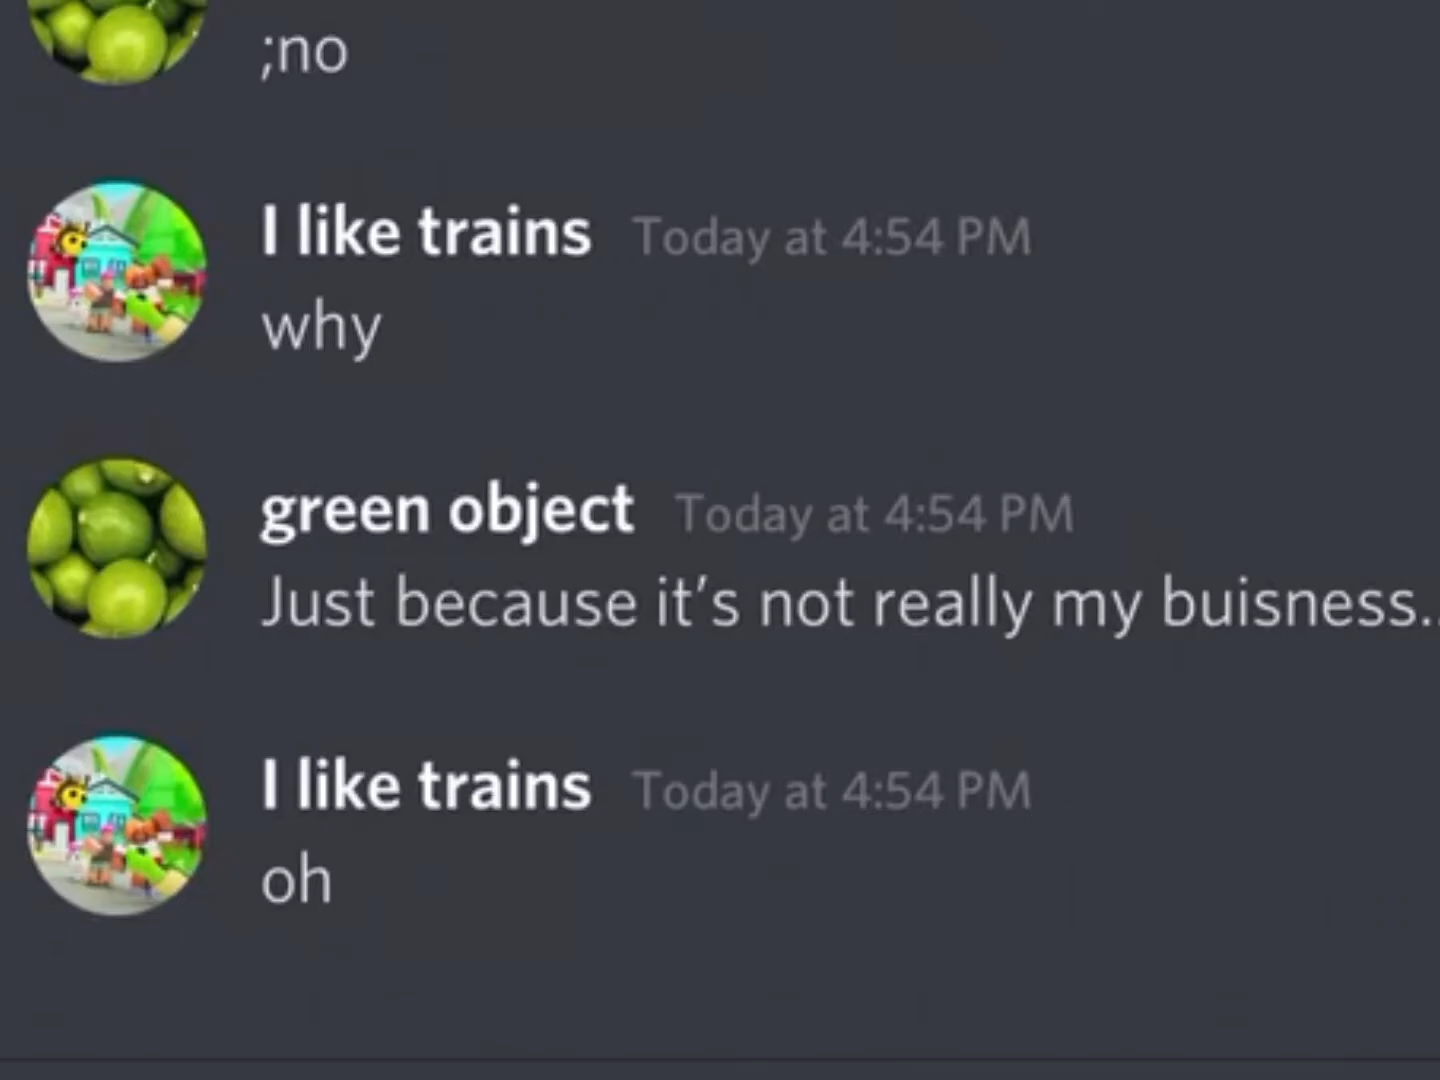 ;no
I like trains Today at 4:54 PM
why
green object Today at 4:54 PM
Just because it’s not really my buisness..
I like trains Today at 4:54 PM
oh